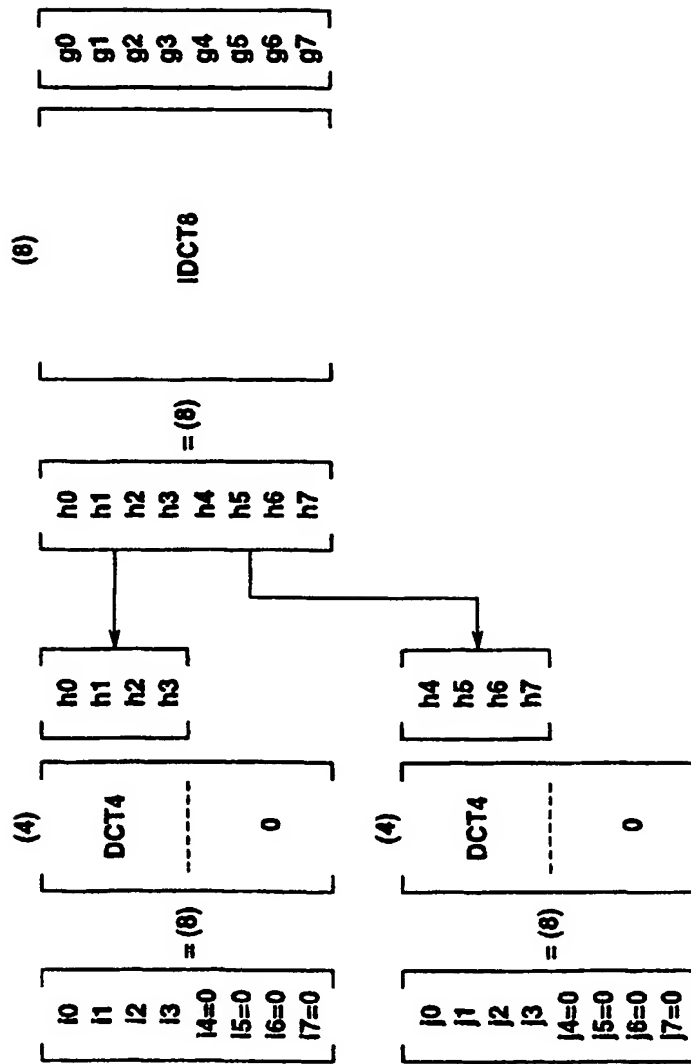 i0
i1
i2
i3
i4=0
i5=0
i6=0
i7=0
= (8)
(4)
DCT4
0
h0
h1
h2
h3
h0
h1
h2
h3
h4
h5
h6
h7
= (8)
(8)
IDCT8
g0
g1
g2
g3
g4
g5
g6
g7
j0
j1
j2
j3
j4=0
j5=0
j6=0
j7=0
= (8)
(4)
DCT4
0
h4
h5
h6
h7